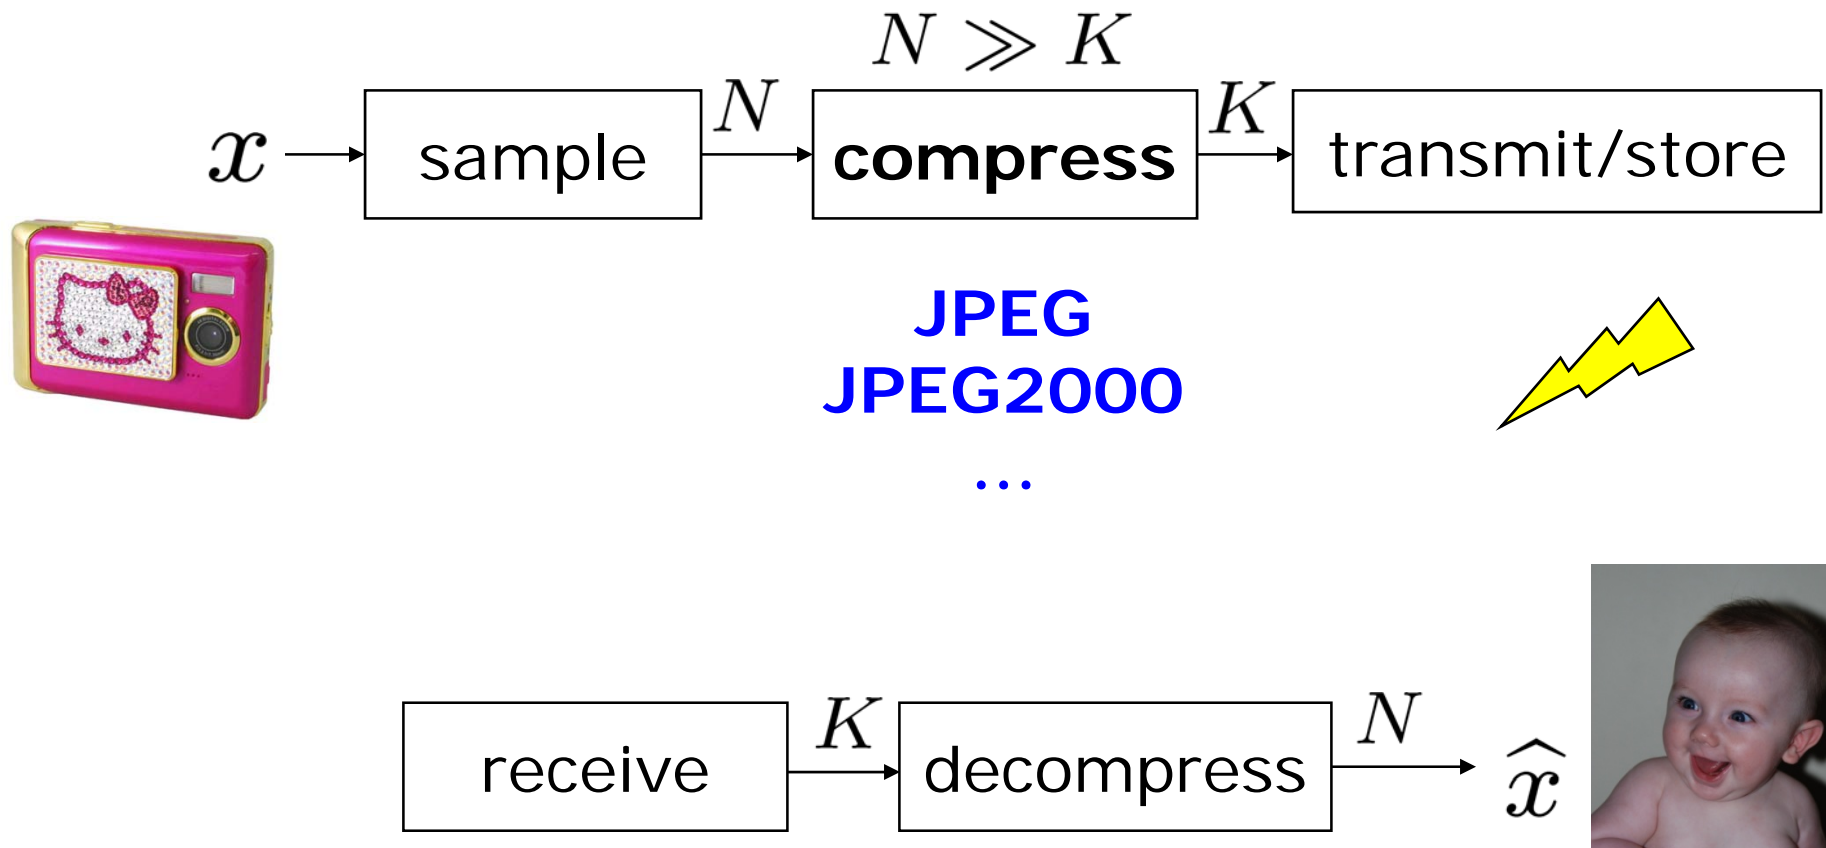 N ≫ K
x sample N compress K transmit/store
JPEG
JPEG2000
...
receive K decompress N x̂